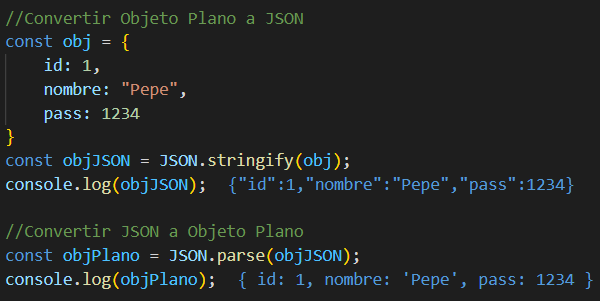 //Convertir Objeto Plano a JSON
const obj = {
    id: 1,
    nombre: "Pepe",
    pass: 1234
}
const objJSON = JSON.stringify(obj);
console.log(objJSON);  {"id":1,"nombre":"Pepe","pass":1234}

//Convertir JSON a Objeto Plano
const objPlano = JSON.parse(objJSON);
console.log(objPlano);  { id: 1, nombre: 'Pepe', pass: 1234 }